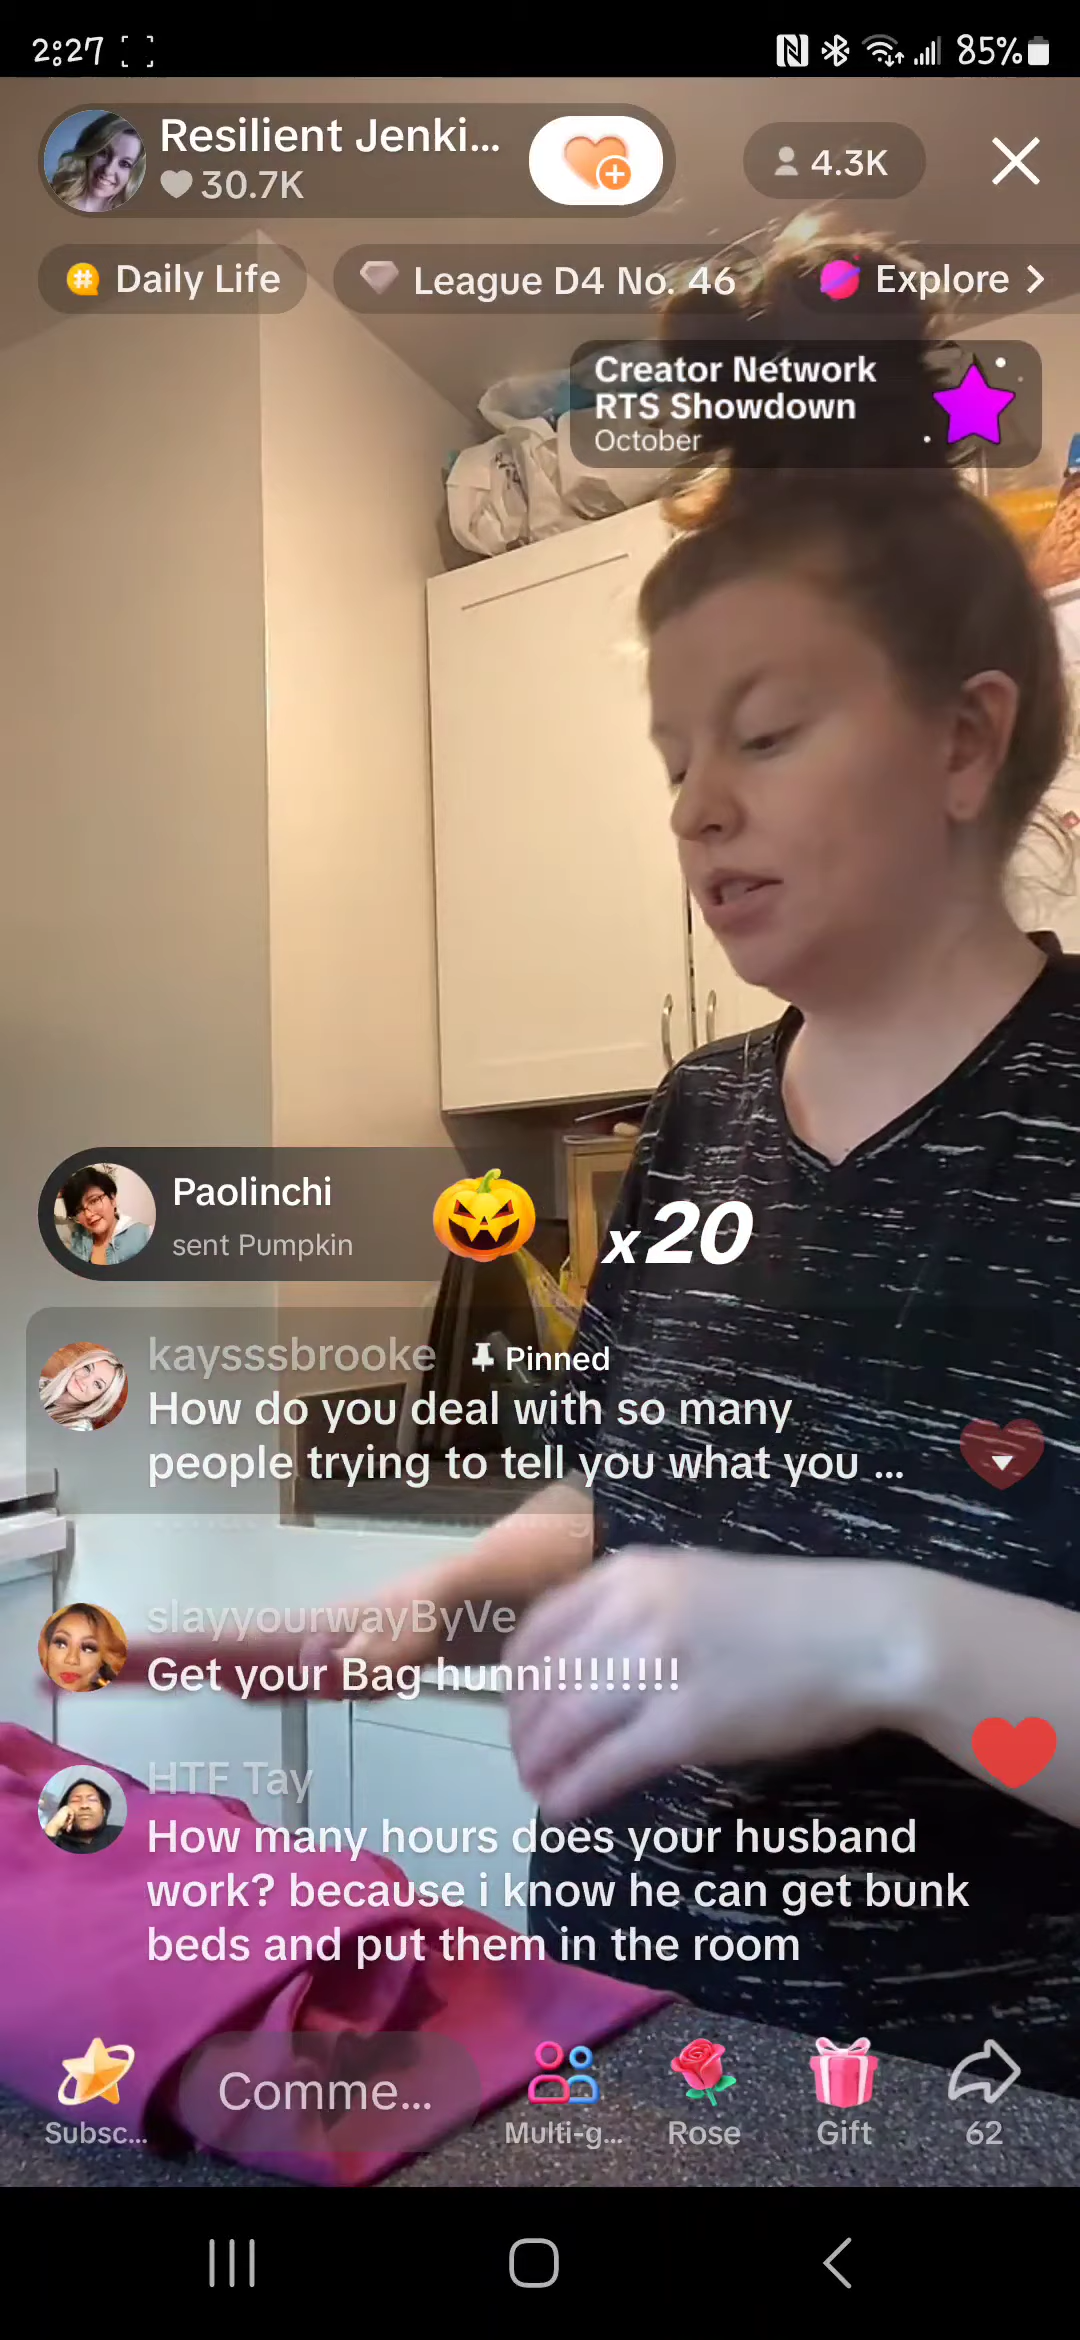 2:27
85%
Resilient Jenki...
30.7K
4.3K
Daily Life
League D4 No. 46
Explore >
Creator Network
RTS Showdown
October
Paolinchi
sent Pumpkin
x20
kaysssbrooke
Pinned
How do you deal with so many
people trying to tell you what you ...
slayyourwayByVe
Get your Bag hunni!!!!!!!!
HTF Tay
How many hours does your husband
work? because i know he can get bunk
beds and put them in the room
Subsc...
Comme...
Multi-g...
Rose
Gift
62